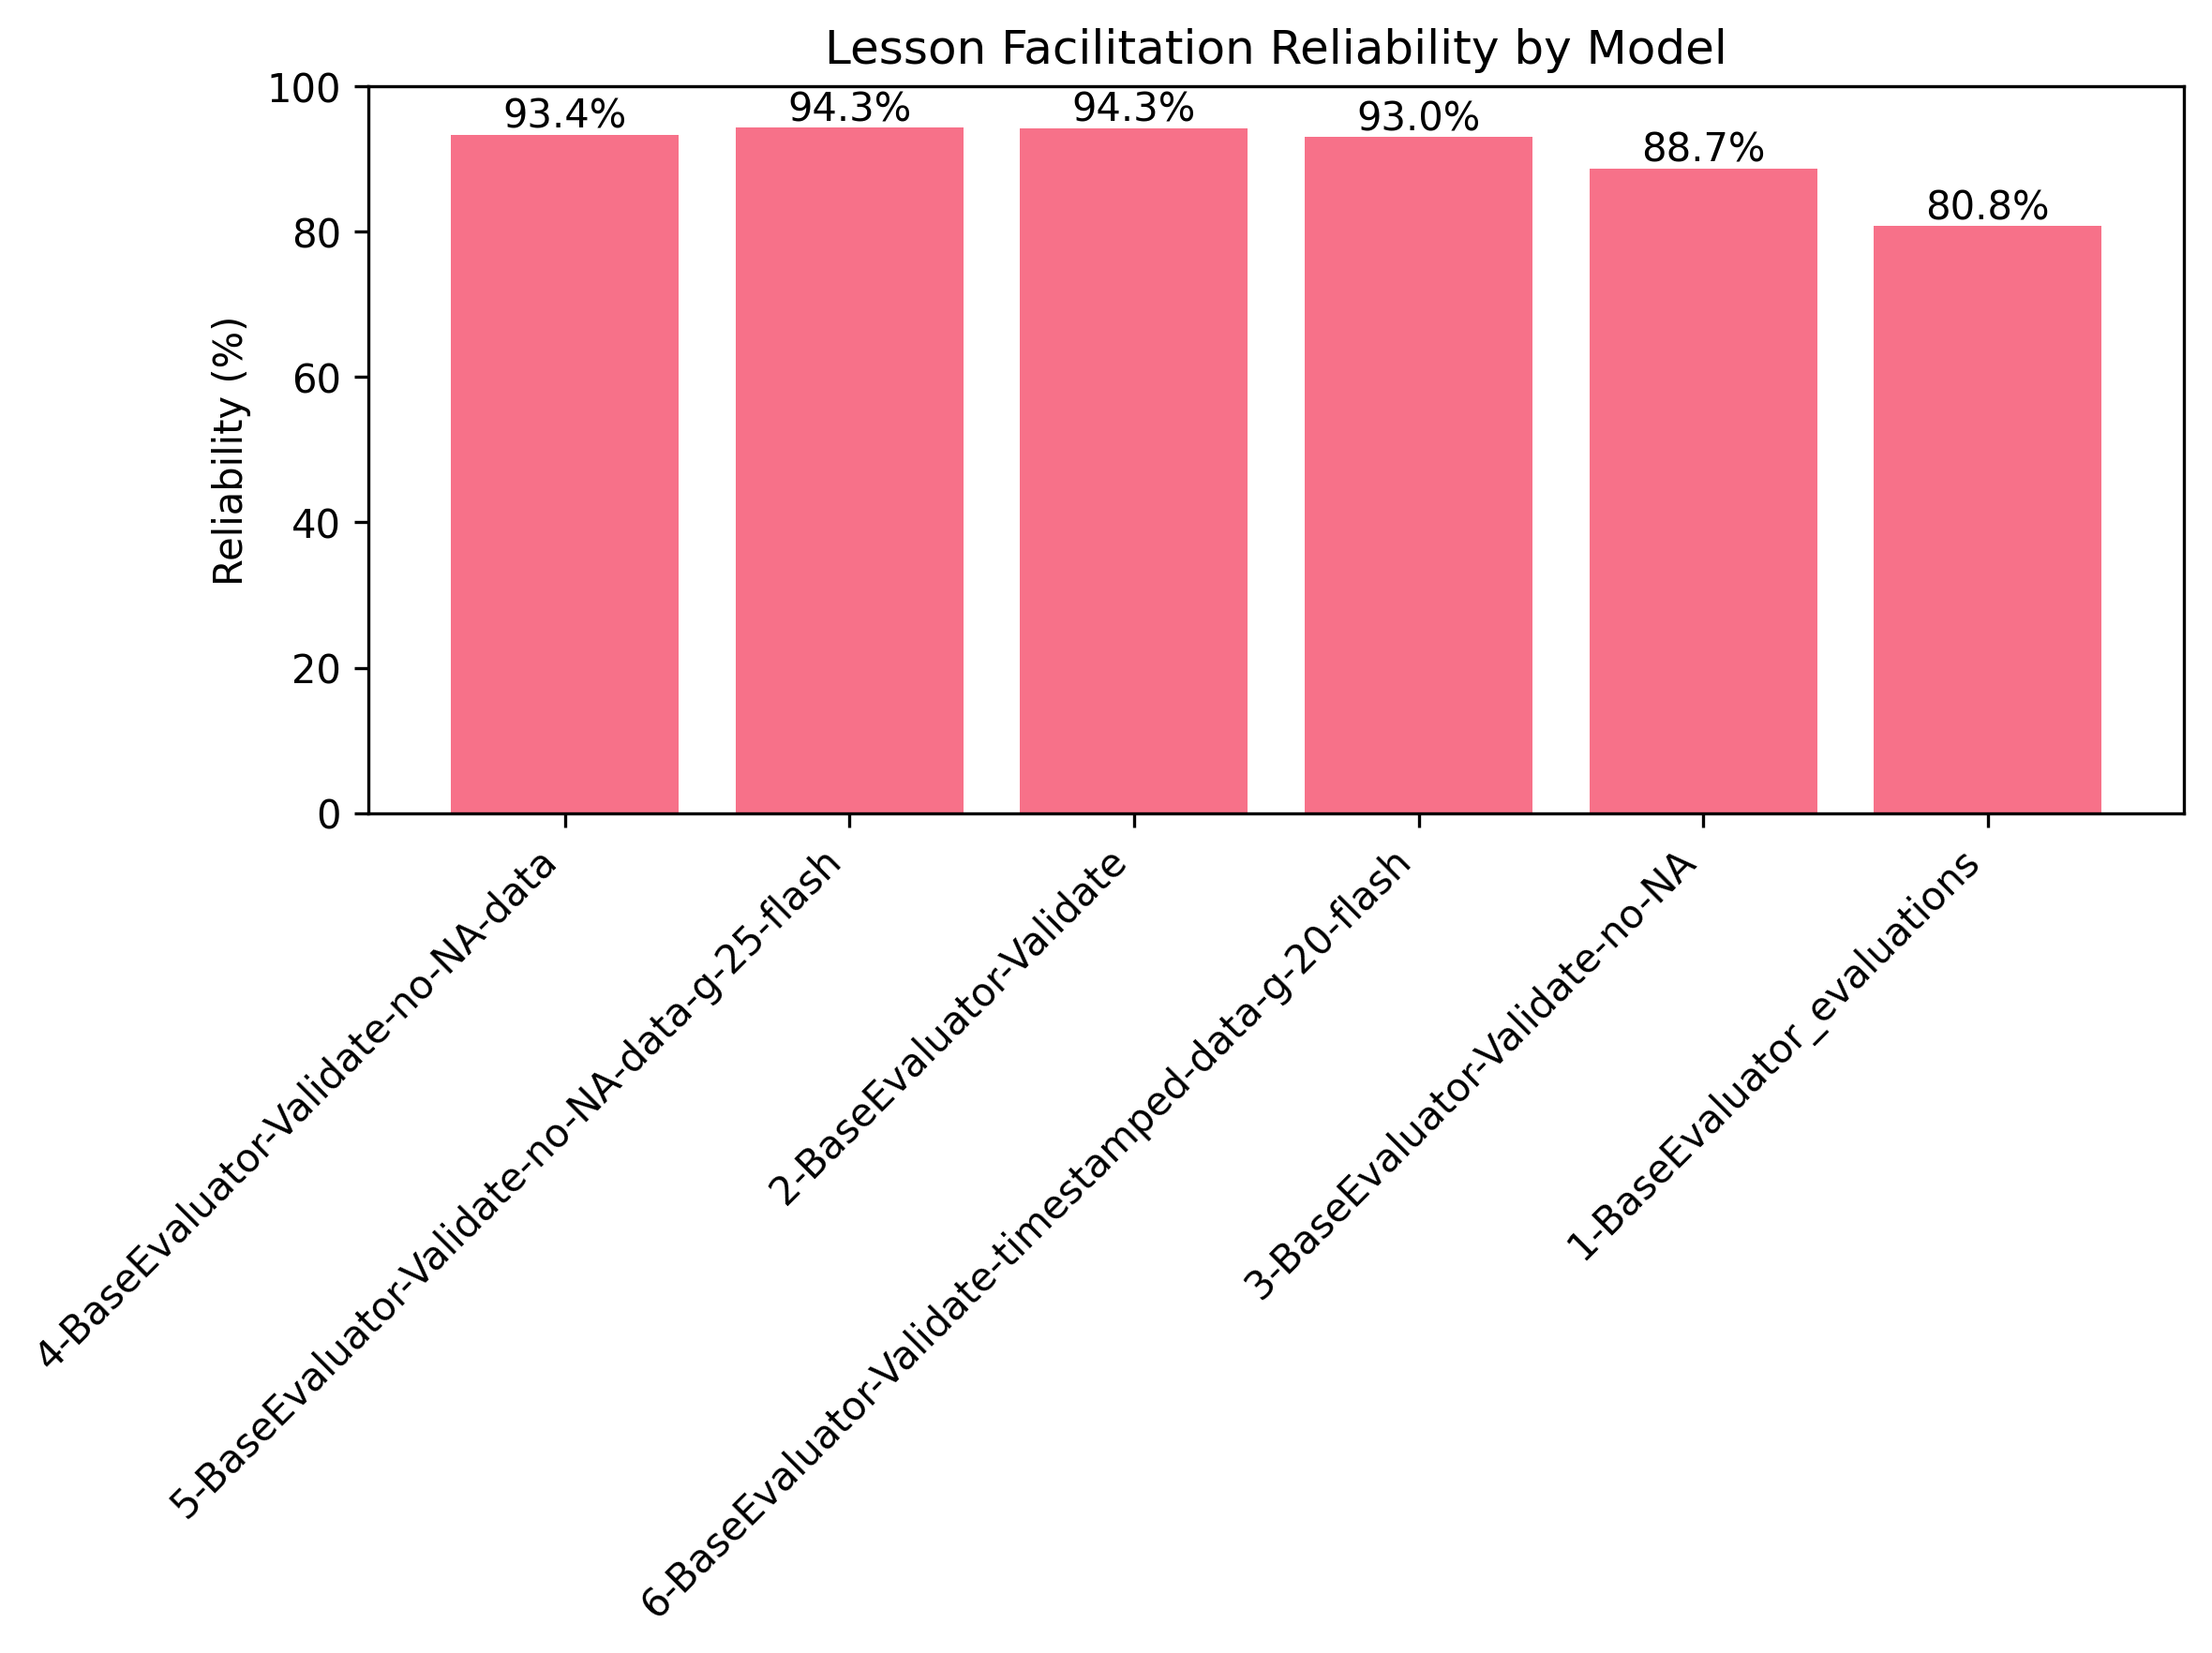 Lesson Facilitation Reliability by Model
Reliability (%)
100
80
60
40
20
0
93.4%
94.3%
94.3%
93.0%
88.7%
80.8%
4-BaseEvaluator-Validate-no-NA-data
5-BaseEvaluator-Validate-no-NA-data-g-25-flash
2-BaseEvaluator-Validate
6-BaseEvaluator-Validate-timestamped-data-g-20-flash
3-BaseEvaluator-Validate-no-NA
1-BaseEvaluator_evaluations